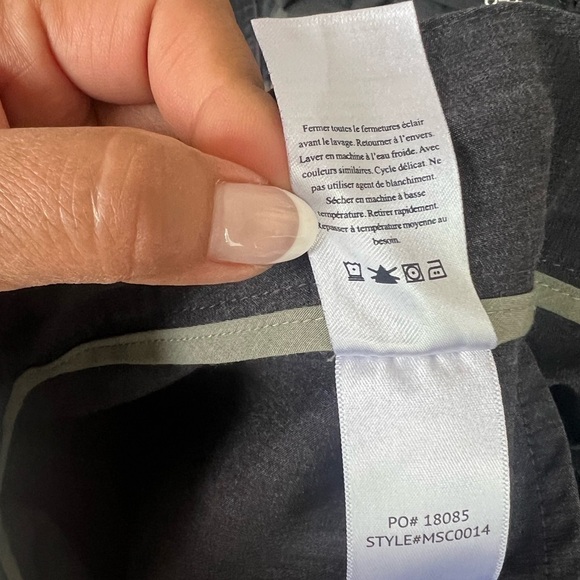 Fermer toutes le fermetures éclair
avant le lavage. Retourner à l'envers.
Laver en machine à l'eau froide. Avec
couleurs similaires. Cycle délicat. Ne
pas utiliser agent de blanchiment.
Sécher en machine à basse
température. Retirer rapidement.
Repasser à température moyenne au
besoin.
PO# 18085
STYLE#MSC0014